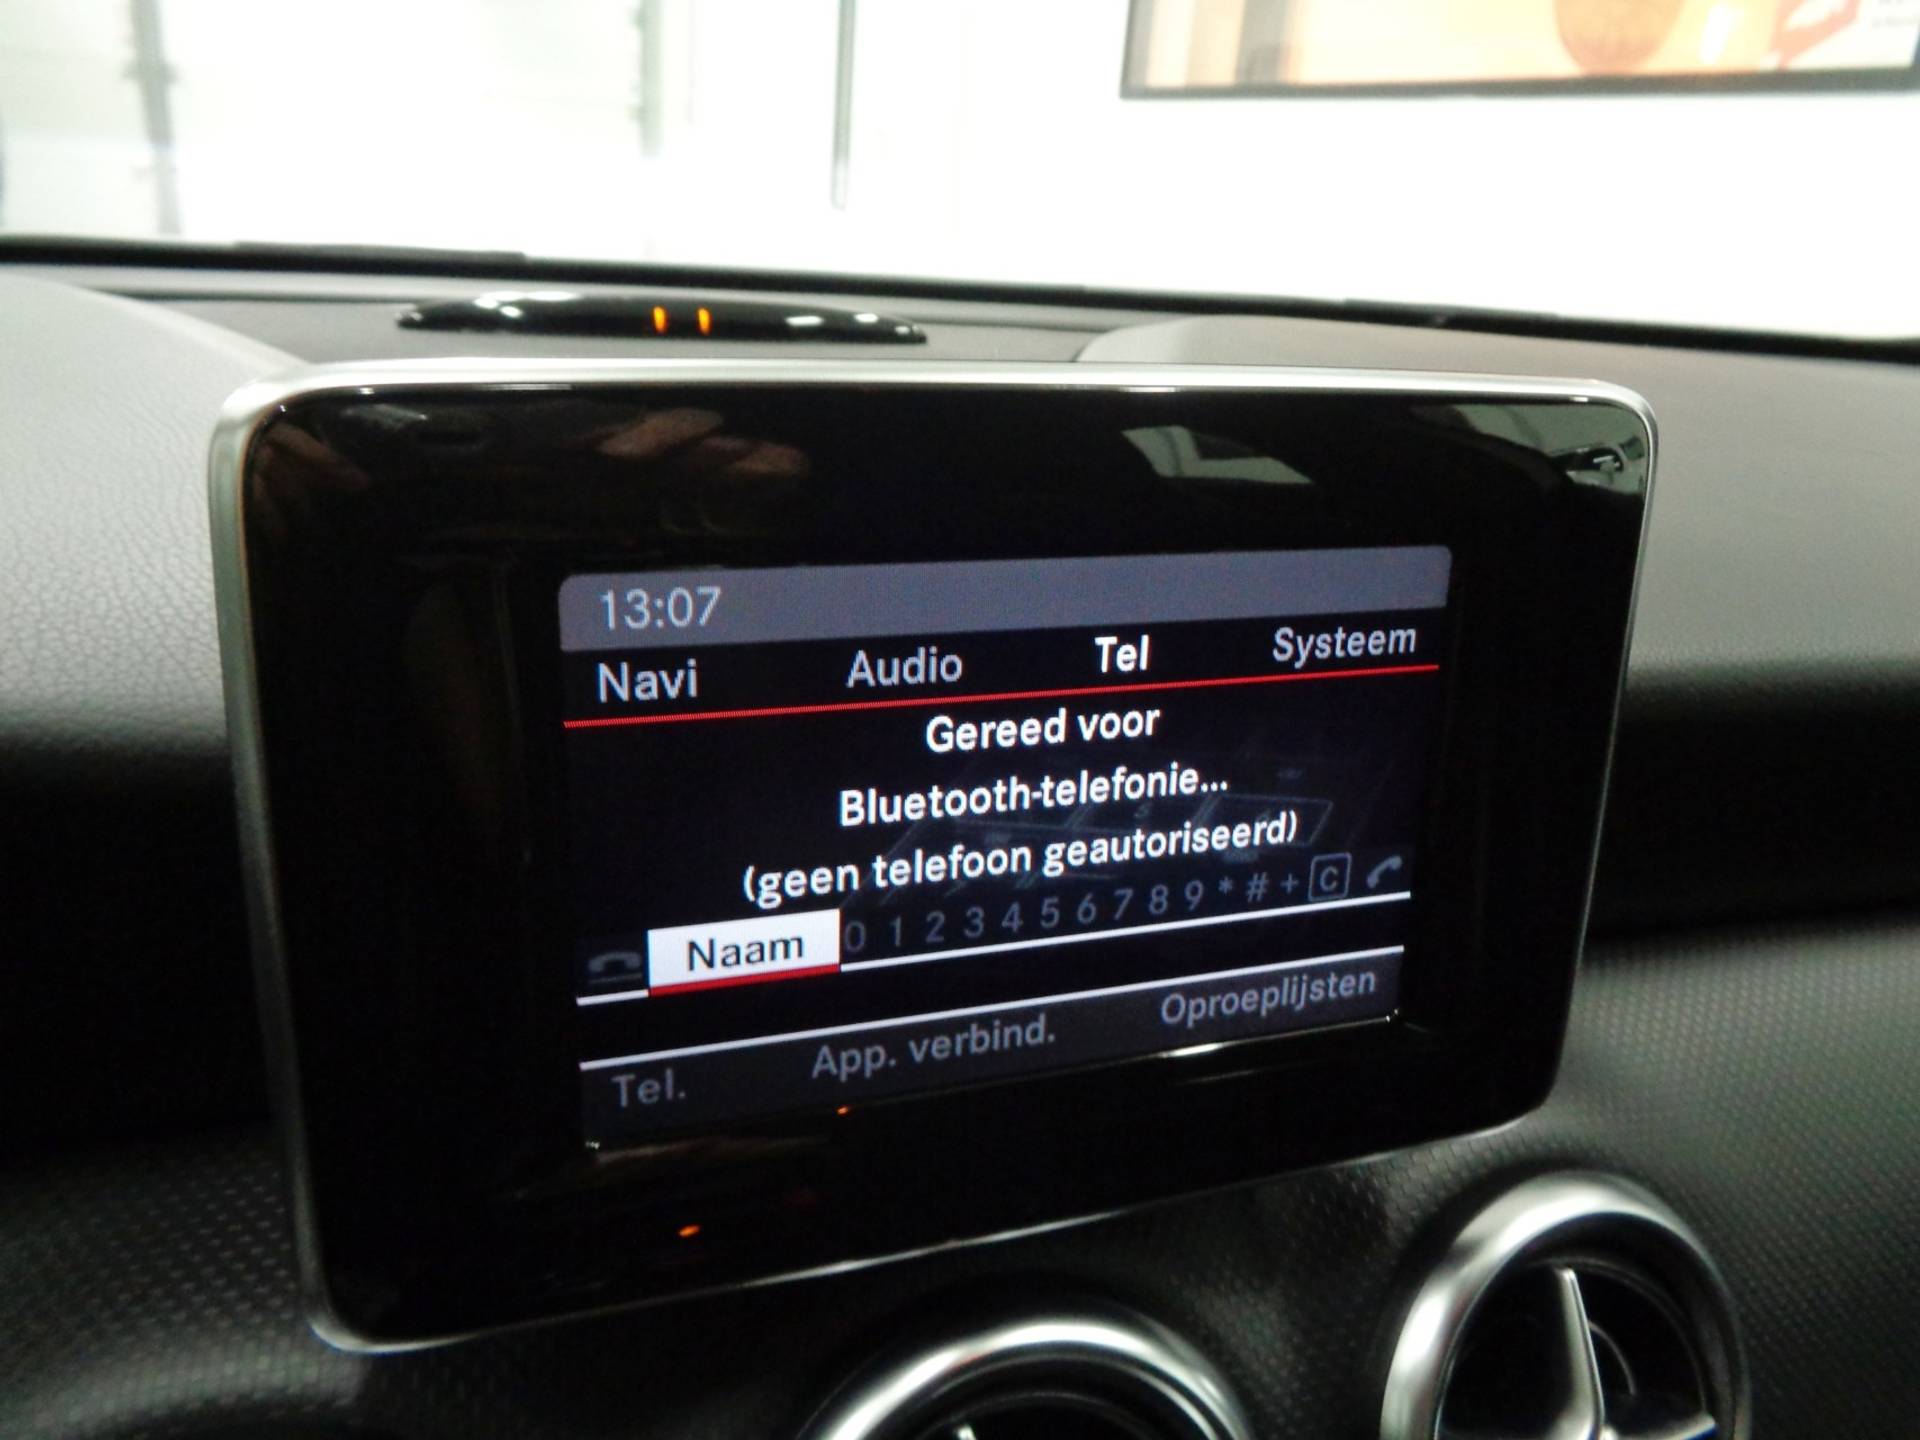 13:07
Navi Audio Tel Systeem
Gereed voor
Bluetooth-telefonie...
(geen telefoon geautoriseerd)
Naam 0 1 2 3 4 5 6 7 8 9 * # + C
Tel. App. verbind. Oproeplijsten